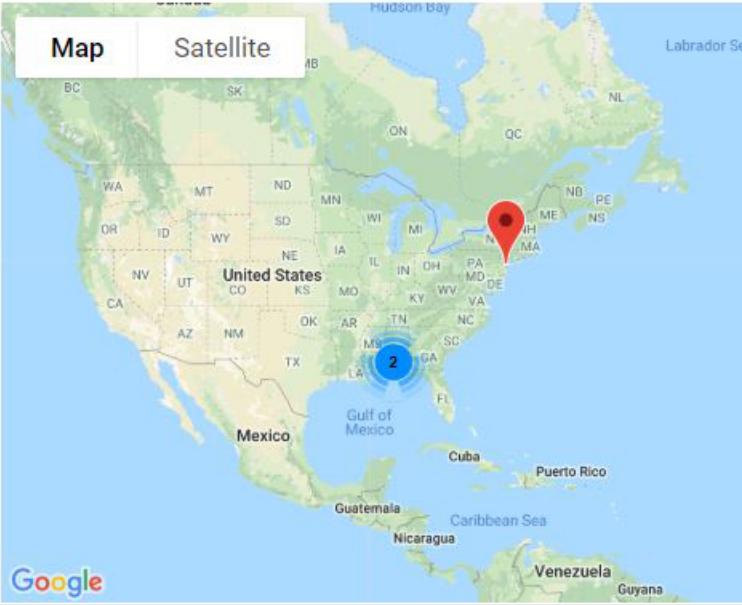 Canada
Hudson Bay
Map
Satellite
Labrador Se
MB
BC
SK
NL
ON
QC
WA
MT
ND
MN
NB
PE
ME
NS
OR
ID
WY
SD
WI
MI
NH
MA
NE
IA
IL
IN
OH
PA
MD
DE
United States
NV
UT
CO
KS
MO
KY
WV
VA
CA
AZ
NM
OK
AR
TN
NC
SC
MS
2
GA
TX
LA
FL
Gulf of
Mexico
Mexico
Cuba
Puerto Rico
Guatemala
Caribbean Sea
Nicaragua
Venezuela
Guyana
Google